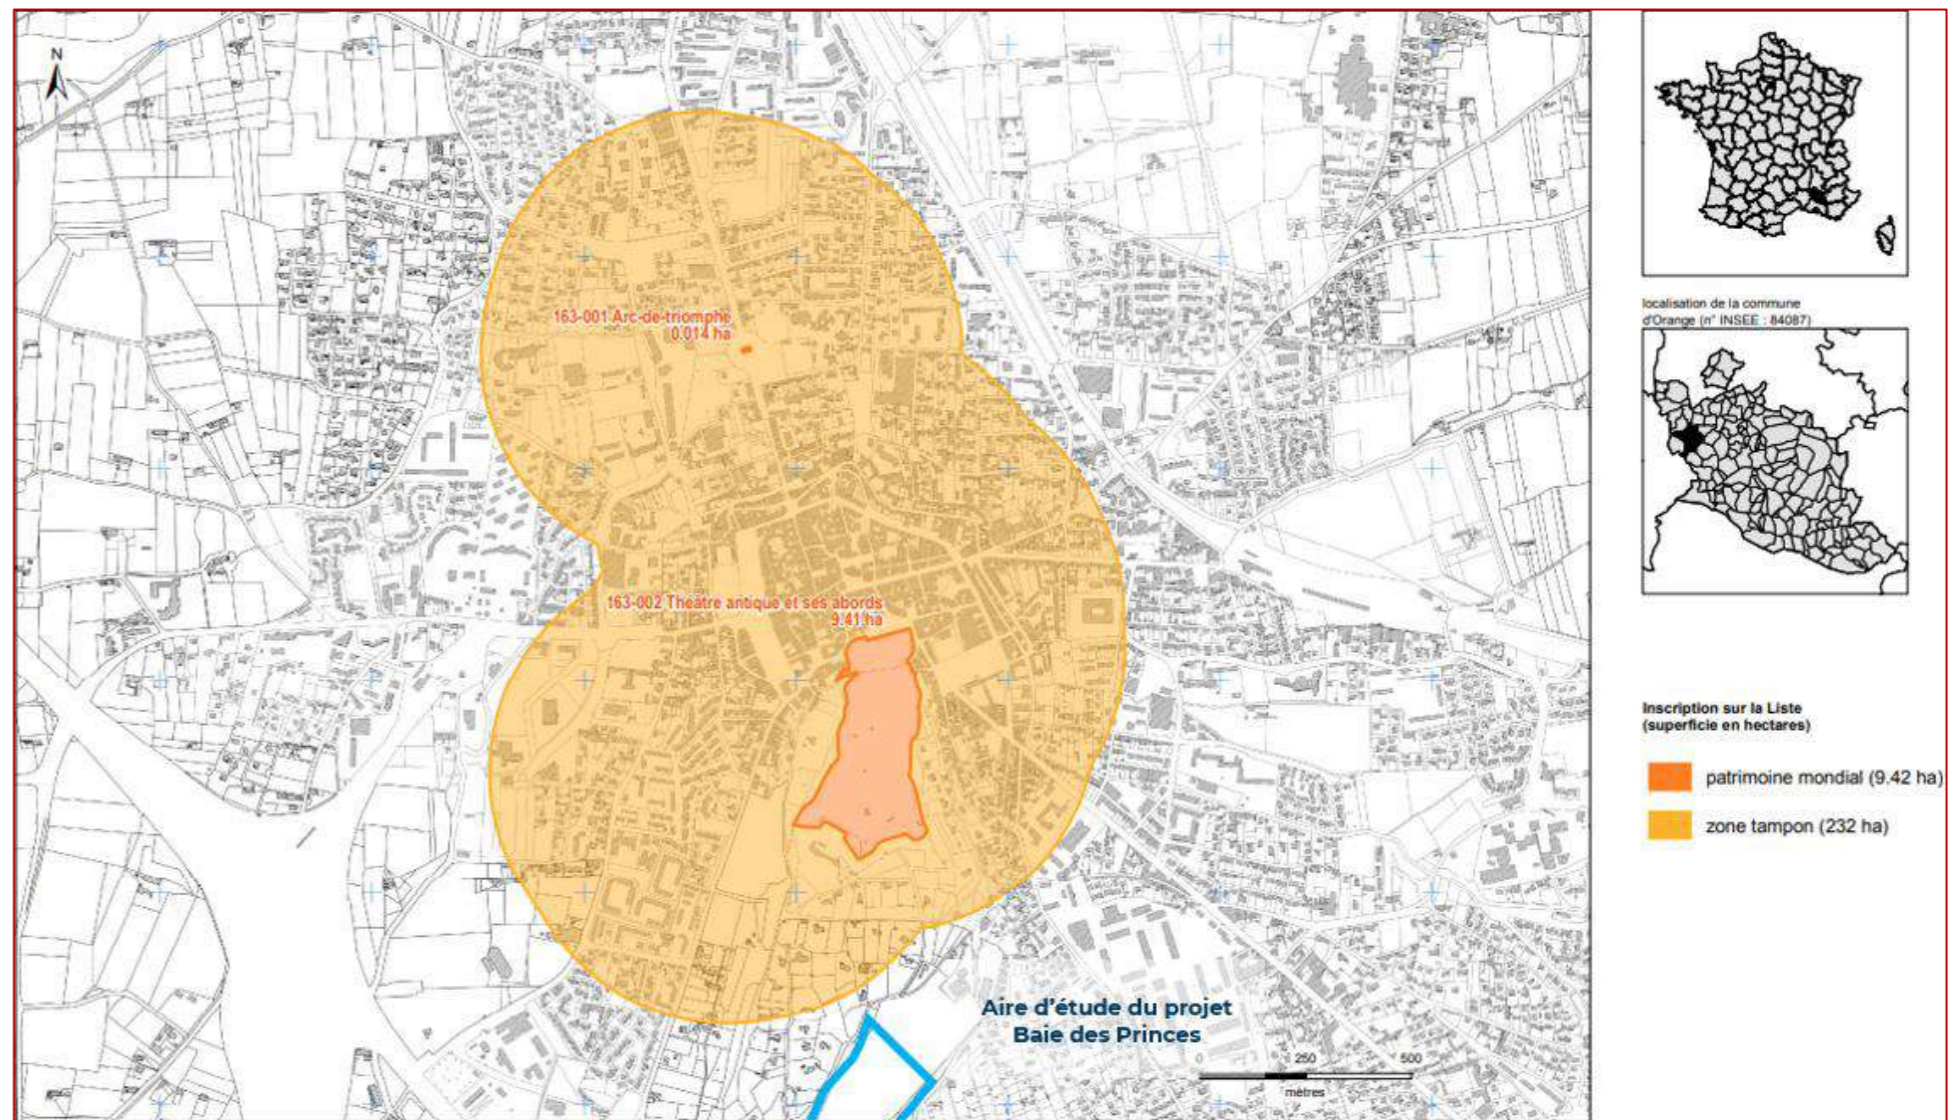 N
163-001 Arc-de-triomphe
0.014 ha
163-002 Théâtre antique et ses abords
9.41 ha
Aire d'étude du projet
Baie des Princes
0 250 500
mètres
localisation de la commune
d'Orange (n° INSEE : 84087)
Inscription sur la Liste
(superficie en hectares)
patrimoine mondial (9.42 ha)
zone tampon (232 ha)